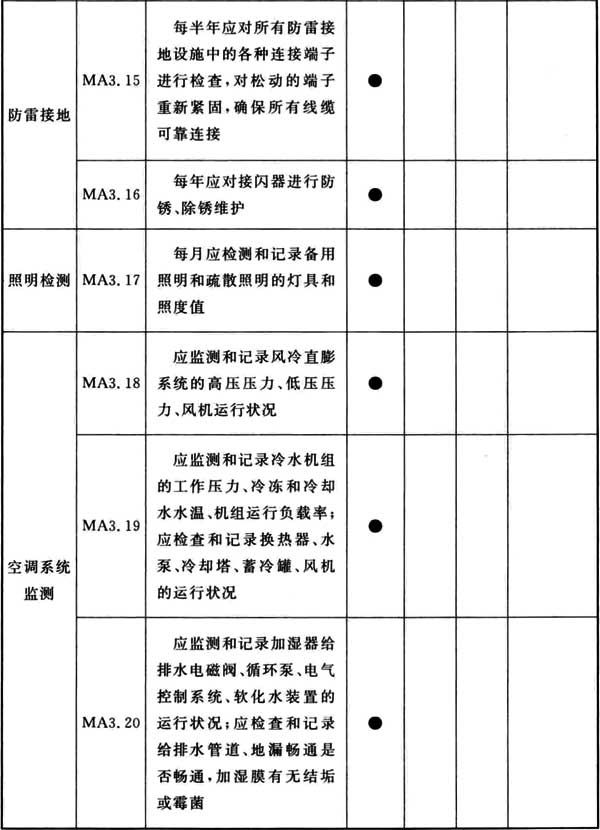 防雷接地
MA3.15
每半年应对所有防雷接
地设施中的各种连接端子
进行检查,对松动的端子
重新紧固,确保所有线缆
可靠连接
●
MA3.16
每年应对接闪器进行防
锈、除锈维护
●
照明检测
MA3.17
每月应检测和记录备用
照明和疏散照明的灯具和
照度值
●
空调系统
监测
MA3.18
应监测和记录风冷直膨
系统的高压压力、低压压
力、风机运行状况
●
MA3.19
应监测和记录冷水机组
的工作压力、冷冻和冷却
水水温、机组运行负载率;
应检查和记录换热器、水
泵、冷却塔、蓄冷罐、风机
的运行状况
●
MA3.20
应监测和记录加湿器给
排水电磁阀、循环泵、电气
控制系统、软化水装置的
运行状况;应检查和记录
给排水管道、地漏畅通是
否畅通,加湿膜有无结垢
或霉菌
●